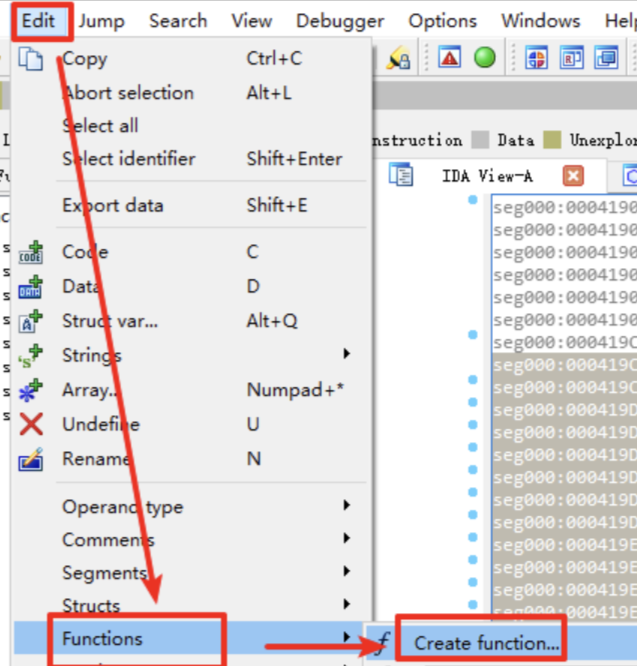 Edit Jump Search View Debugger Options Windows Help
Copy Ctrl+C
Abort selection Alt+L
Select all
Select identifier Shift+Enter
Export data Shift+E
Code C
Data D
Struct var... Alt+Q
Strings
Array... Numpad+*
Undefine U
Rename N
Operand type
Comments
Segments
Structs
Functions
Create function...
nstruction Data Unexplor
IDA View-A
seg000:0004190
seg000:0004190
seg000:0004190
seg000:0004190
seg000:0004190
seg000:0004190
seg000:000419C
seg000:000419C
seg000:000419C
seg000:000419D
seg000:000419D
seg000:000419D
seg000:000419D
seg000:000419D
seg000:000419D
seg000:000419E
seg000:000419E
seg000:000419E
seg000:000419E